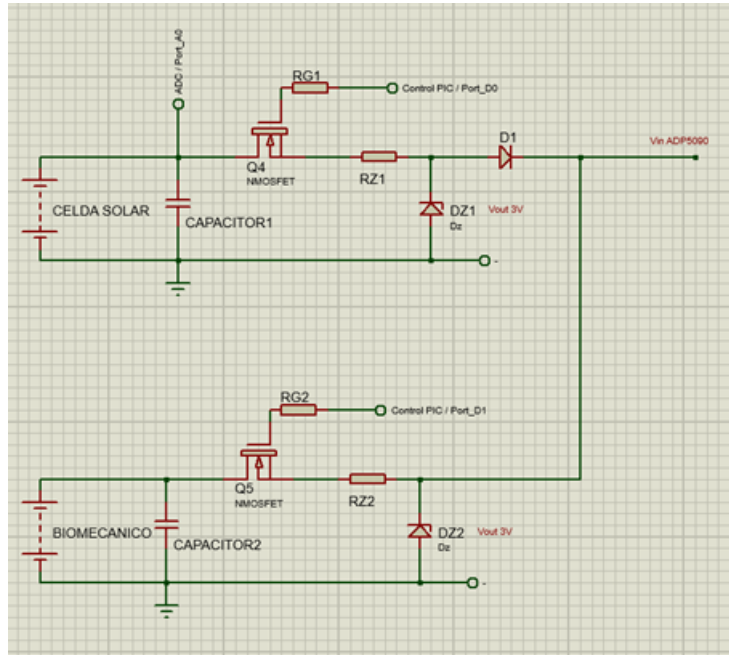 ADC / Port_A0
RG1
Control PIC / Port_D0
D1
Vin ADP5090
Q4
NMOSFET
RZ1
CELDA SOLAR
CAPACITOR1
DZ1
Vout 3V
Dz
-
RG2
Control PIC / Port_D1
Q5
NMOSFET
RZ2
BIOMECANICO
CAPACITOR2
DZ2
Vout 3V
Dz
-